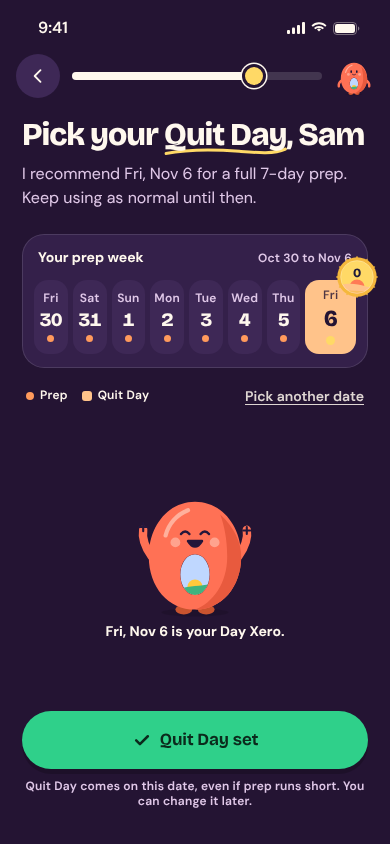 9:41
Pick your Quit Day, Sam
I recommend Fri, Nov 6 for a full 7-day prep.
Keep using as normal until then.
Your prep week
Oct 30 to Nov 6
0
Fri Sat Sun Mon Tue Wed Thu Fri
30 31 1 2 3 4 5 6
Prep Quit Day Pick another date
Fri, Nov 6 is your Day Xero.
Quit Day set
Quit Day comes on this date, even if prep runs short. You
can change it later.